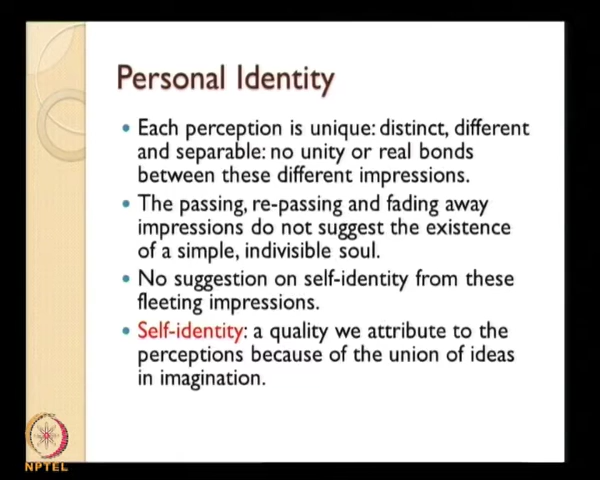 Personal Identity
• Each perception is unique: distinct, different
and separable: no unity or real bonds
between these different impressions.
• The passing, re-passing and fading away
impressions do not suggest the existence
of a simple, indivisible soul.
• No suggestion on self-identity from these
fleeting impressions.
• Self-identity: a quality we attribute to the
perceptions because of the union of ideas
in imagination.
NPTEL